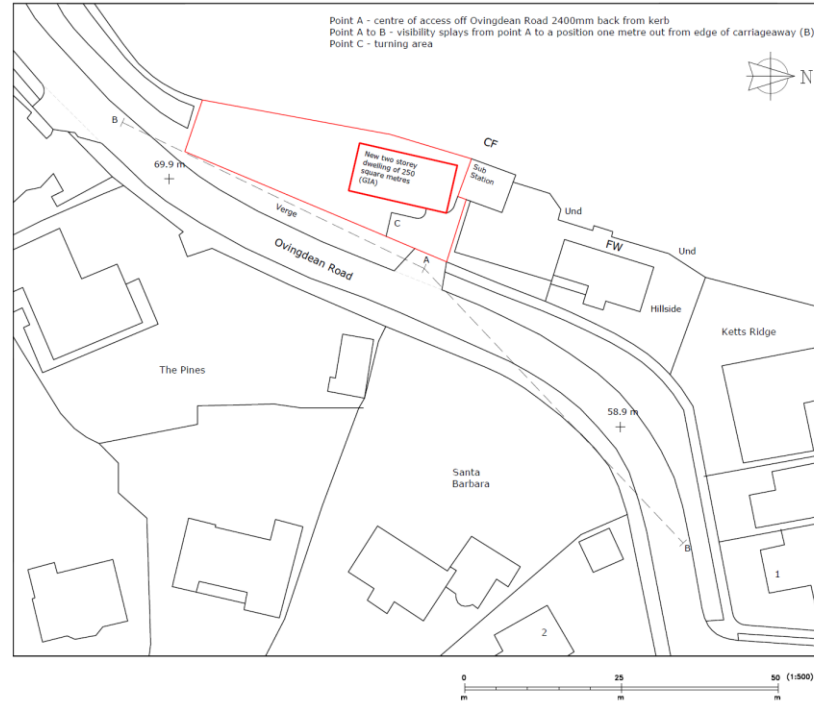 Point A - centre of access off Ovingdean Road 2400mm back from kerb
Point A to B - visibility splays from point A to a position one metre out from edge of carriageaway (B)
Point C - turning area
N
B
CF
69.9 m
New two storey
dwelling of 250
square metres
(GIA)
Sub
Station
Und
Verge
C
FW
Und
Ovingdean Road
A
Hillside
Ketts Ridge
The Pines
58.9 m
Santa
Barbara
B
1
2
0
25
50
(1:500)
m
m
m